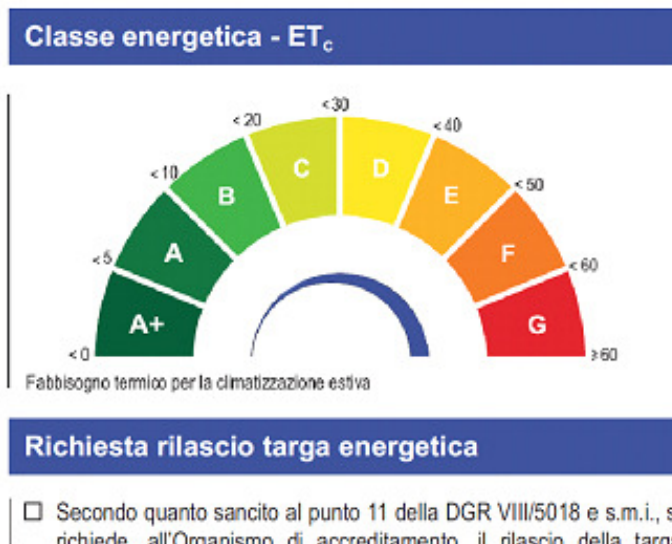 Classe energetica - ETc
<30
<20
<40
<10
C
D
<50
B
E
<5
A
F
<60
A+
G
<0
≥60
Fabbisogno termico per la climatizzazione estiva
Richiesta rilascio targa energetica
Secondo quanto sancito al punto 11 della DGR VIII/5018 e s.m.i., s
richiede, all'Organismo di accreditamento, il rilascio della targ